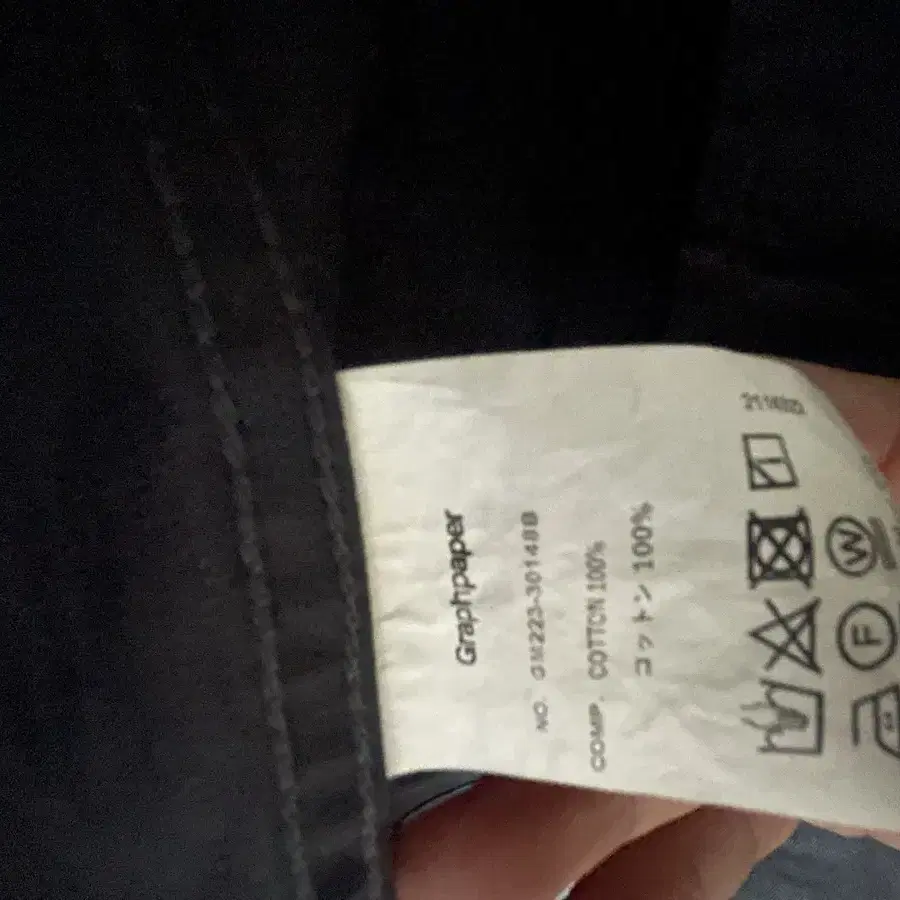 Graphpaper
NO. GM223-30148B
COMP. COTTON 100%
コットン 100%
W
F